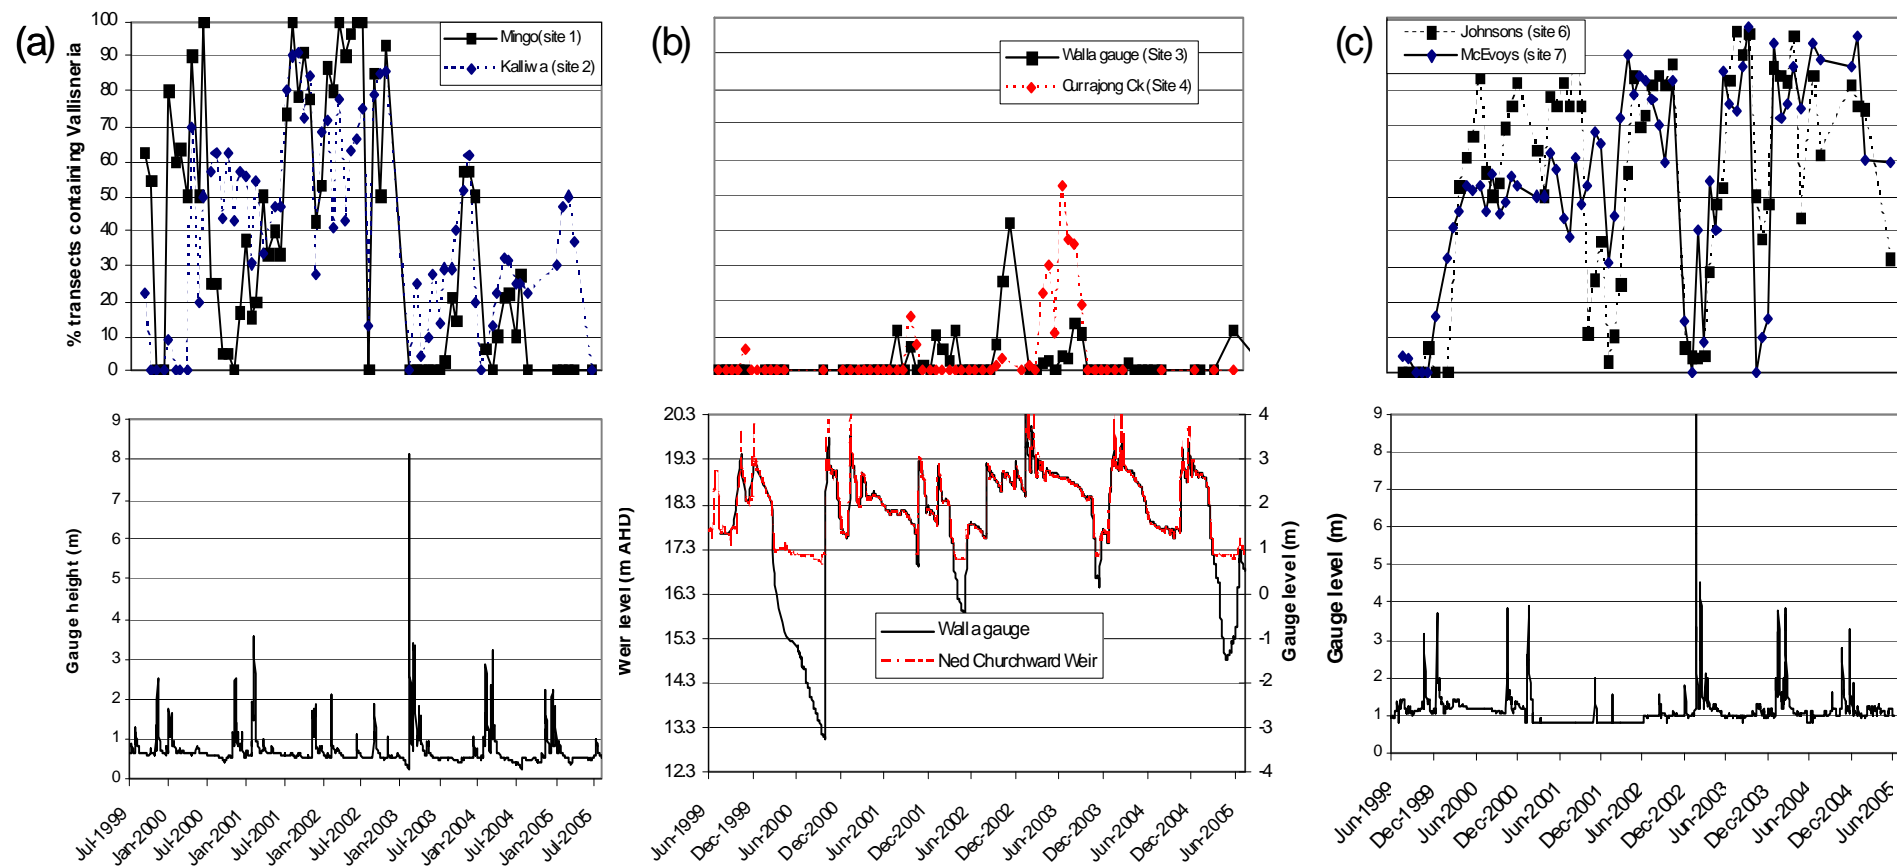 (a)
% transects containing Vallisneria
100
90
80
70
60
50
40
30
20
10
0
Mingo(site 1)
Kalliwa (site 2)
(b)
Walla gauge (Site 3)
Currajong Ck (Site 4)
(c)
Johnsons (site 6)
McEvoys (site 7)
Gauge height (m)
9
8
7
6
5
4
3
2
1
0
Jul-1999
Jan-2000
Jul-2000
Jan-2001
Jul-2001
Jan-2002
Jul-2002
Jan-2003
Jul-2003
Jan-2004
Jul-2004
Jan-2005
Jul-2005
Weir level (m AHD)
20.3
19.3
18.3
17.3
16.3
15.3
14.3
13.3
12.3
Walla gauge
Ned Churchward Weir
4
3
2
1
0
-1
-2
-3
-4
Gauge level (m)
Jun-1999
Dec-1999
Jun-2000
Dec-2000
Jun-2001
Dec-2001
Jun-2002
Dec-2002
Jun-2003
Dec-2003
Jun-2004
Dec-2004
Jun-2005
Gauge level (m)
9
8
7
6
5
4
3
2
1
0
Jun-1999
Dec-1999
Jun-2000
Dec-2000
Jun-2001
Dec-2001
Jun-2002
Dec-2002
Jun-2003
Dec-2003
Jun-2004
Dec-2004
Jun-2005